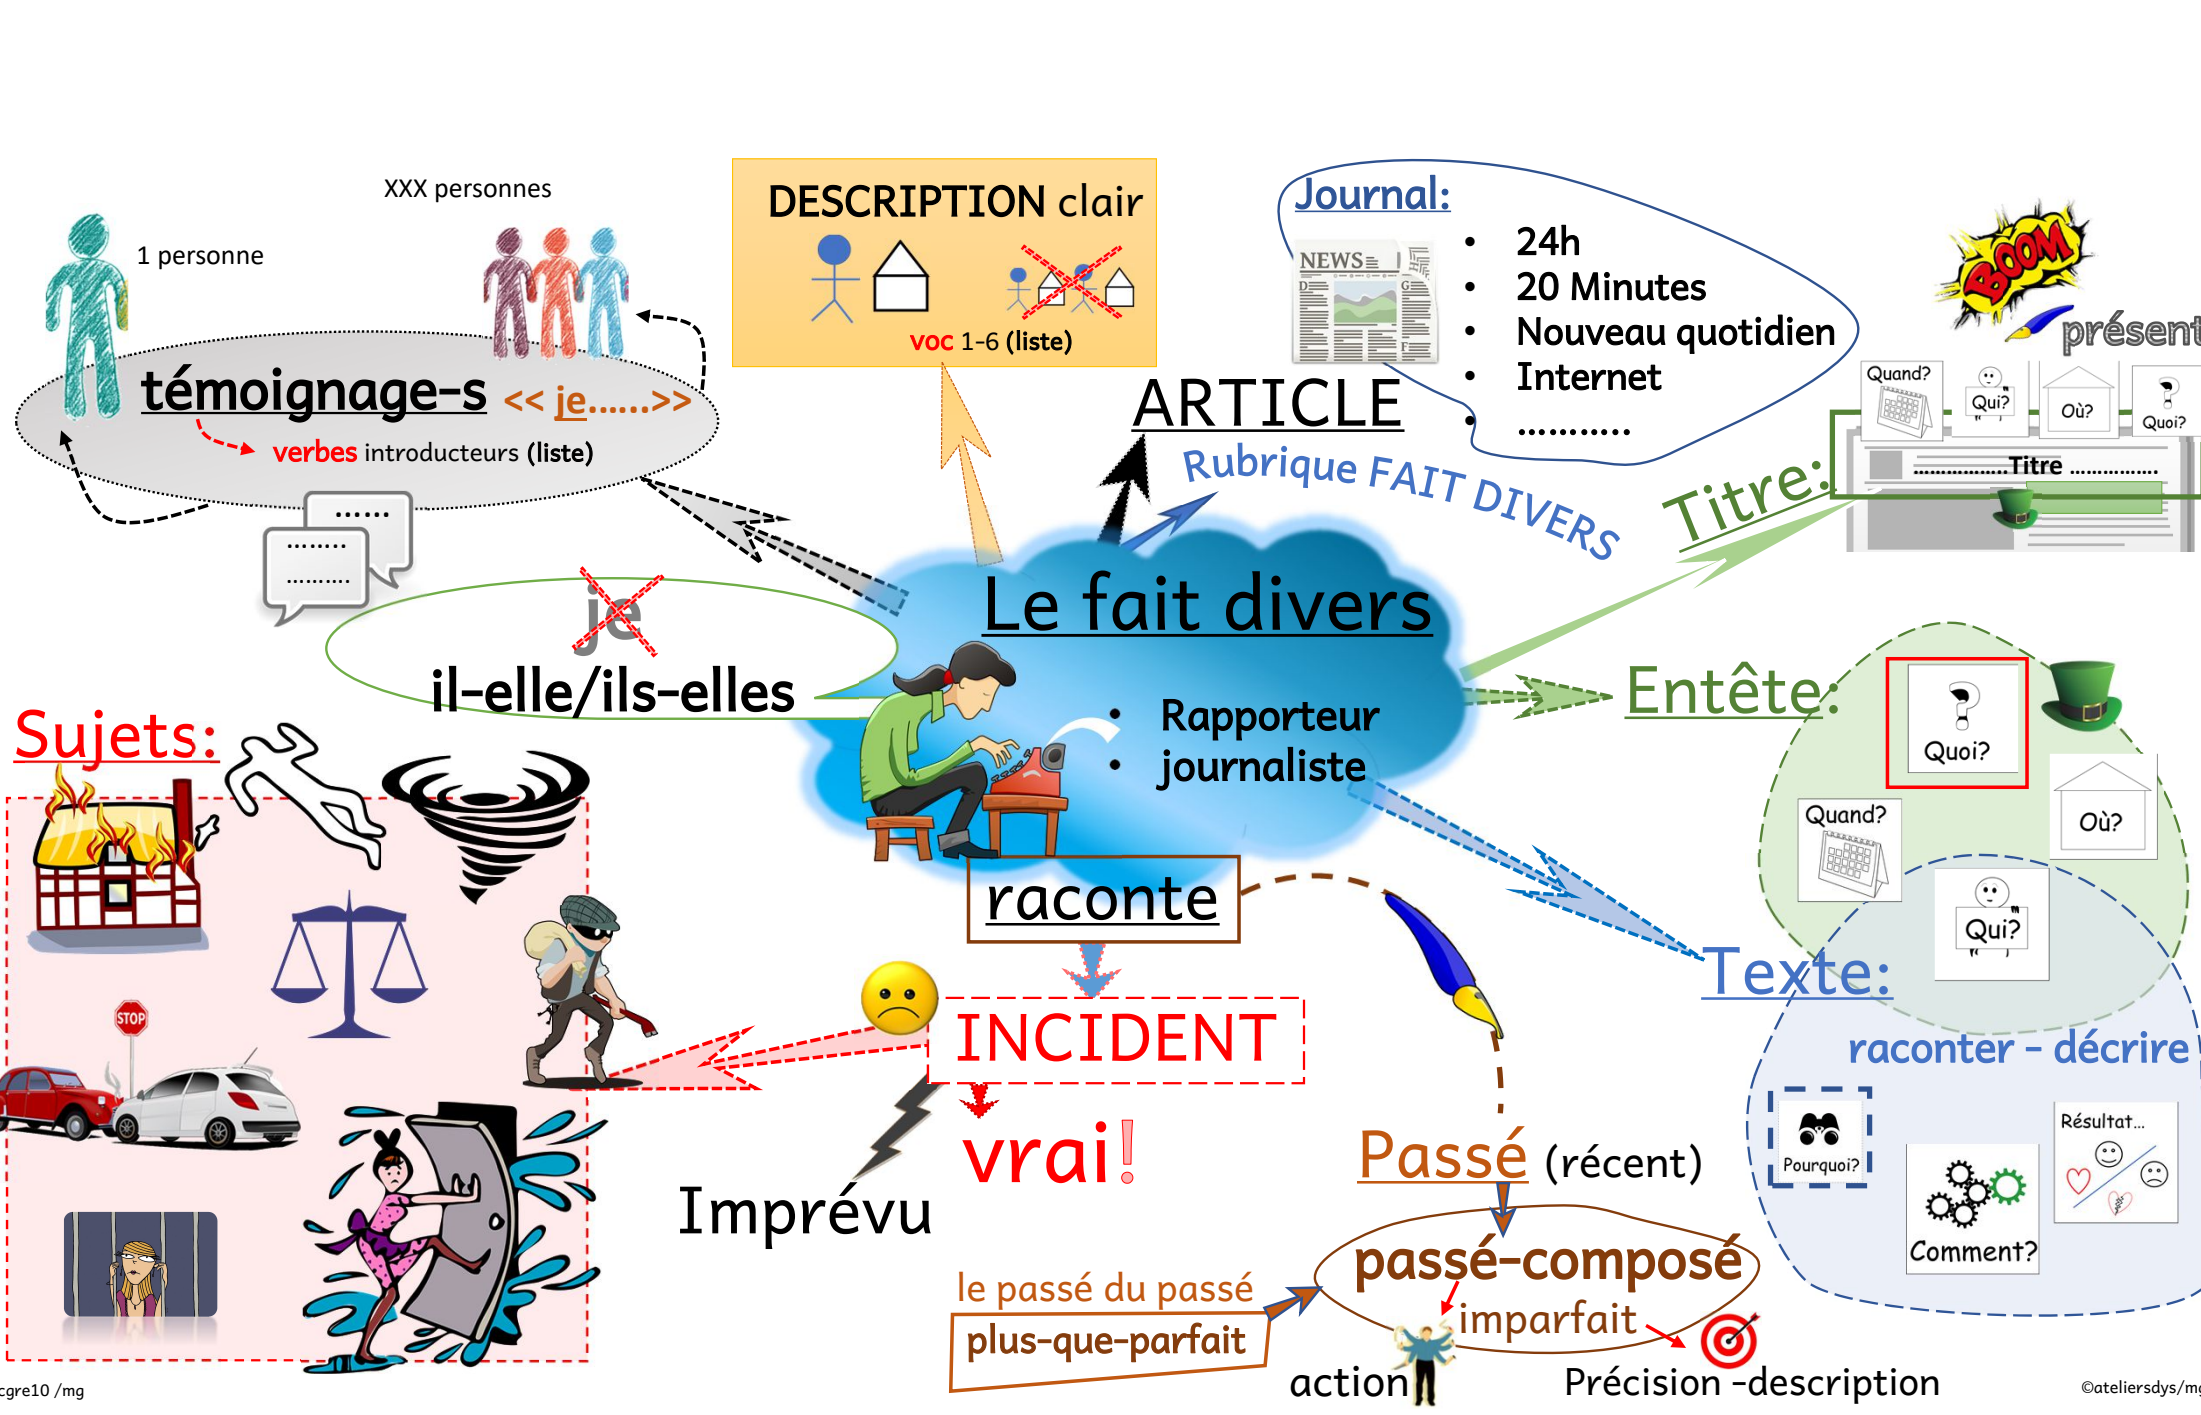 XXX personnes
1 personne
témoignage-s << je......>>
verbes introducteurs (liste)
......
........
..........
DESCRIPTION clair
voc 1-6 (liste)
Journal:
NEWS
D
G
F
• 24h
• 20 Minutes
• Nouveau quotidien
• Internet
• ...........
ARTICLE
Rubrique FAIT DIVERS
BOOM
présent
Quand?
Qui?
Où?
Quoi?
Titre:
...............Titre ...............
Le fait divers
• Rapporteur
• journaliste
je
il-elle/ils-elles
Entête:
Quoi?
Quand?
Où?
Qui?
Texte:
raconter - décrire
Pourquoi?
Comment?
Résultat...
Sujets:
STOP
raconte
INCIDENT
vrai!
Imprévu
Passé (récent)
passé-composé
imparfait
le passé du passé
plus-que-parfait
action
Précision -description
cgre10 /mg
©ateliersdys/mg